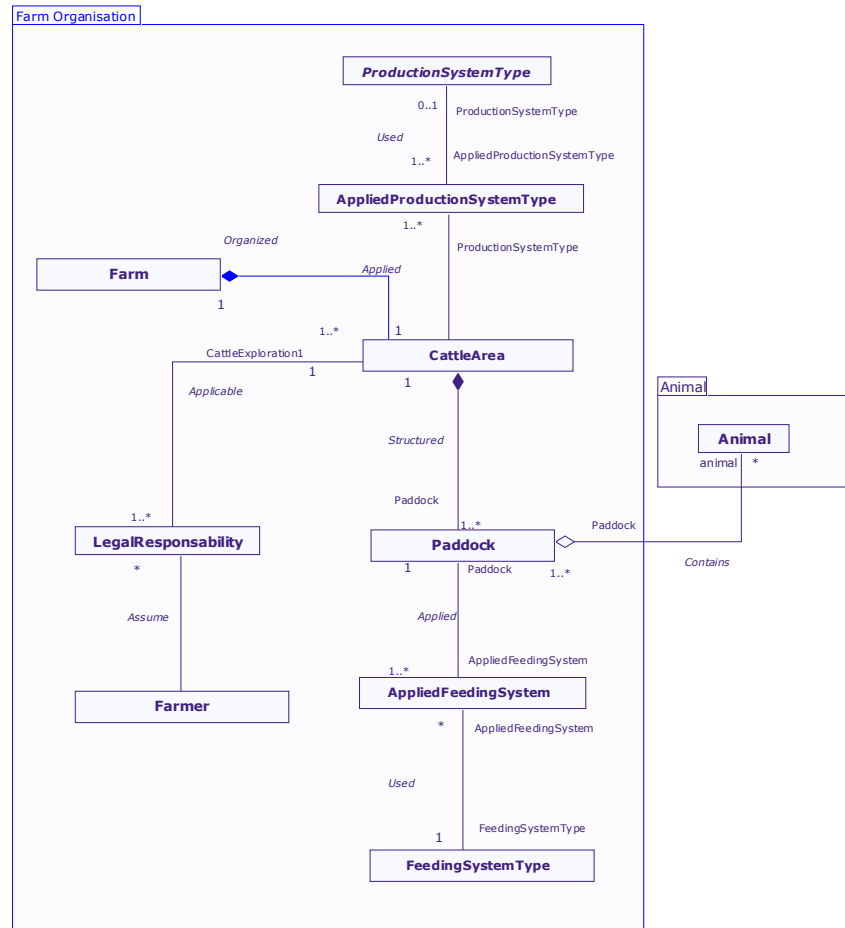 Farm Organisation
ProductionSystemType
0..1
ProductionSystemType
Used
1..*
AppliedProductionSystemType
AppliedProductionSystemType
1..*
Organized
ProductionSystemType
Farm
Applied
1
1..*
1
CattleExploration1
CattleArea
1
1
Applicable
Animal
Animal
animal
*
Structured
Paddock
1..*
1..*
Paddock
LegalResponsability
Paddock
*
1
Paddock
1..*
Contains
Assume
Applied
AppliedFeedingSystem
1..*
AppliedFeedingSystem
Farmer
*
AppliedFeedingSystem
Used
FeedingSystemType
1
FeedingSystemType